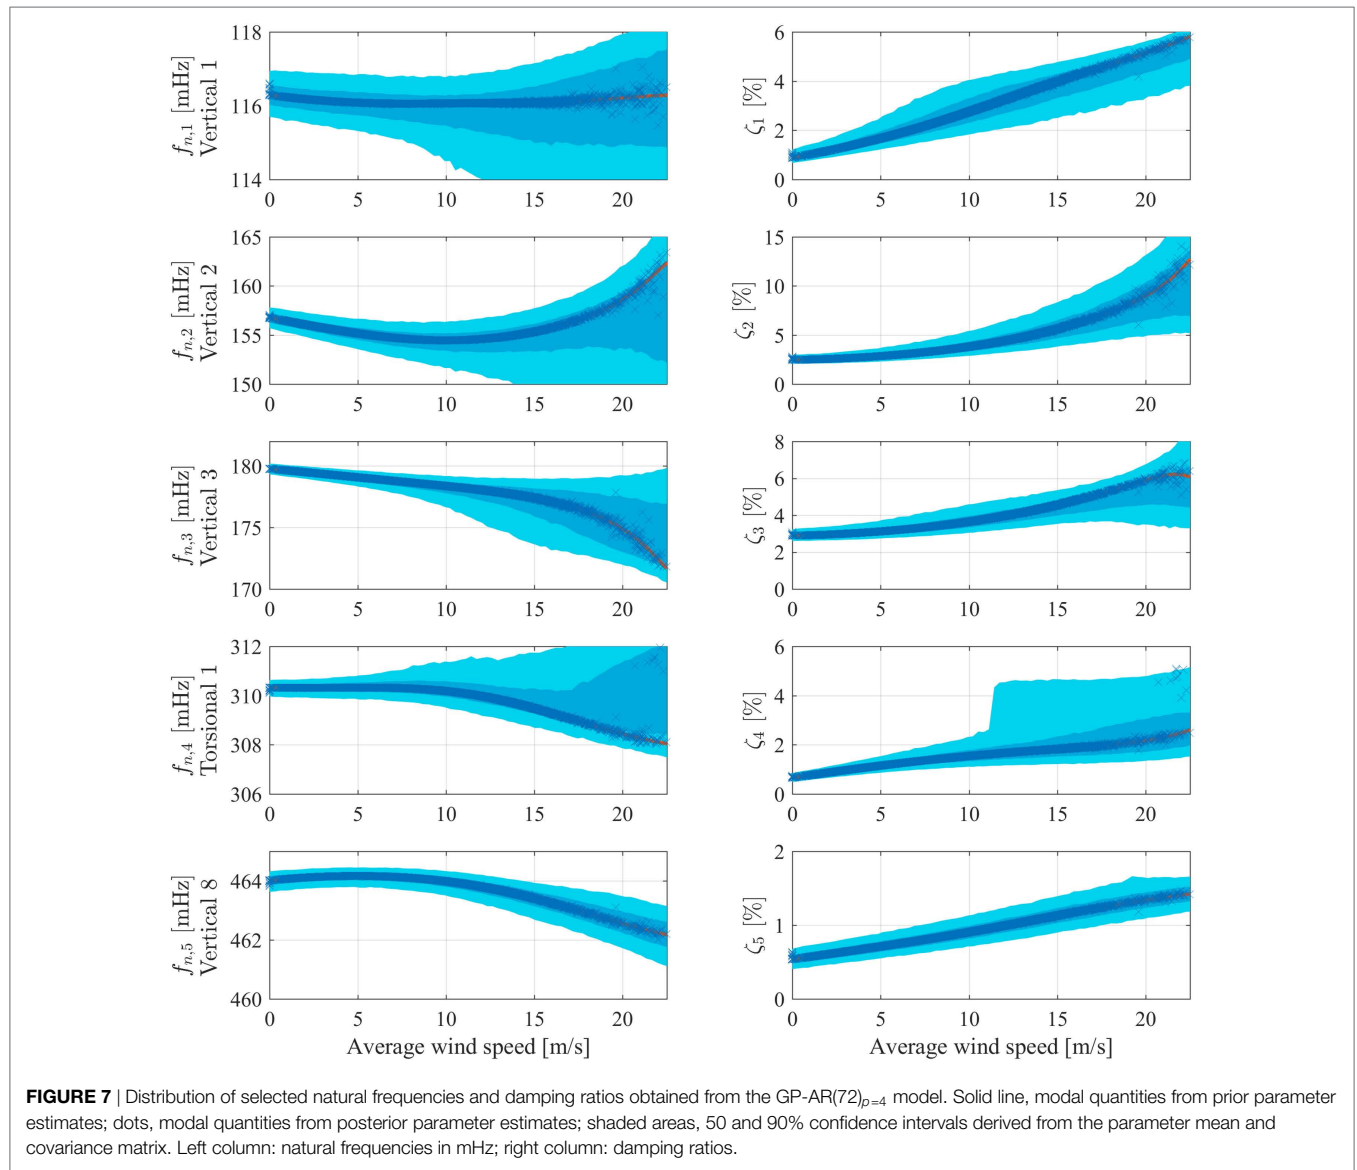 118
116
114
f_{n,1} [mHz]
Vertical 1
0 5 10 15 20
6
4
2
0
ζ_1 [%]
0 5 10 15 20
165
160
155
150
f_{n,2} [mHz]
Vertical 2
0 5 10 15 20
15
10
5
0
ζ_2 [%]
0 5 10 15 20
180
175
170
f_{n,3} [mHz]
Vertical 3
0 5 10 15 20
8
6
4
2
0
ζ_3 [%]
0 5 10 15 20
312
310
308
306
f_{n,4} [mHz]
Torsional 1
0 5 10 15 20
6
4
2
0
ζ_4 [%]
0 5 10 15 20
464
462
460
f_{n,5} [mHz]
Vertical 8
0 5 10 15 20
Average wind speed [m/s]
2
1
0
ζ_5 [%]
0 5 10 15 20
Average wind speed [m/s]
FIGURE 7 | Distribution of selected natural frequencies and damping ratios obtained from the GP-AR(72)_{p=4} model. Solid line, modal quantities from prior parameter
estimates; dots, modal quantities from posterior parameter estimates; shaded areas, 50 and 90% confidence intervals derived from the parameter mean and
covariance matrix. Left column: natural frequencies in mHz; right column: damping ratios.